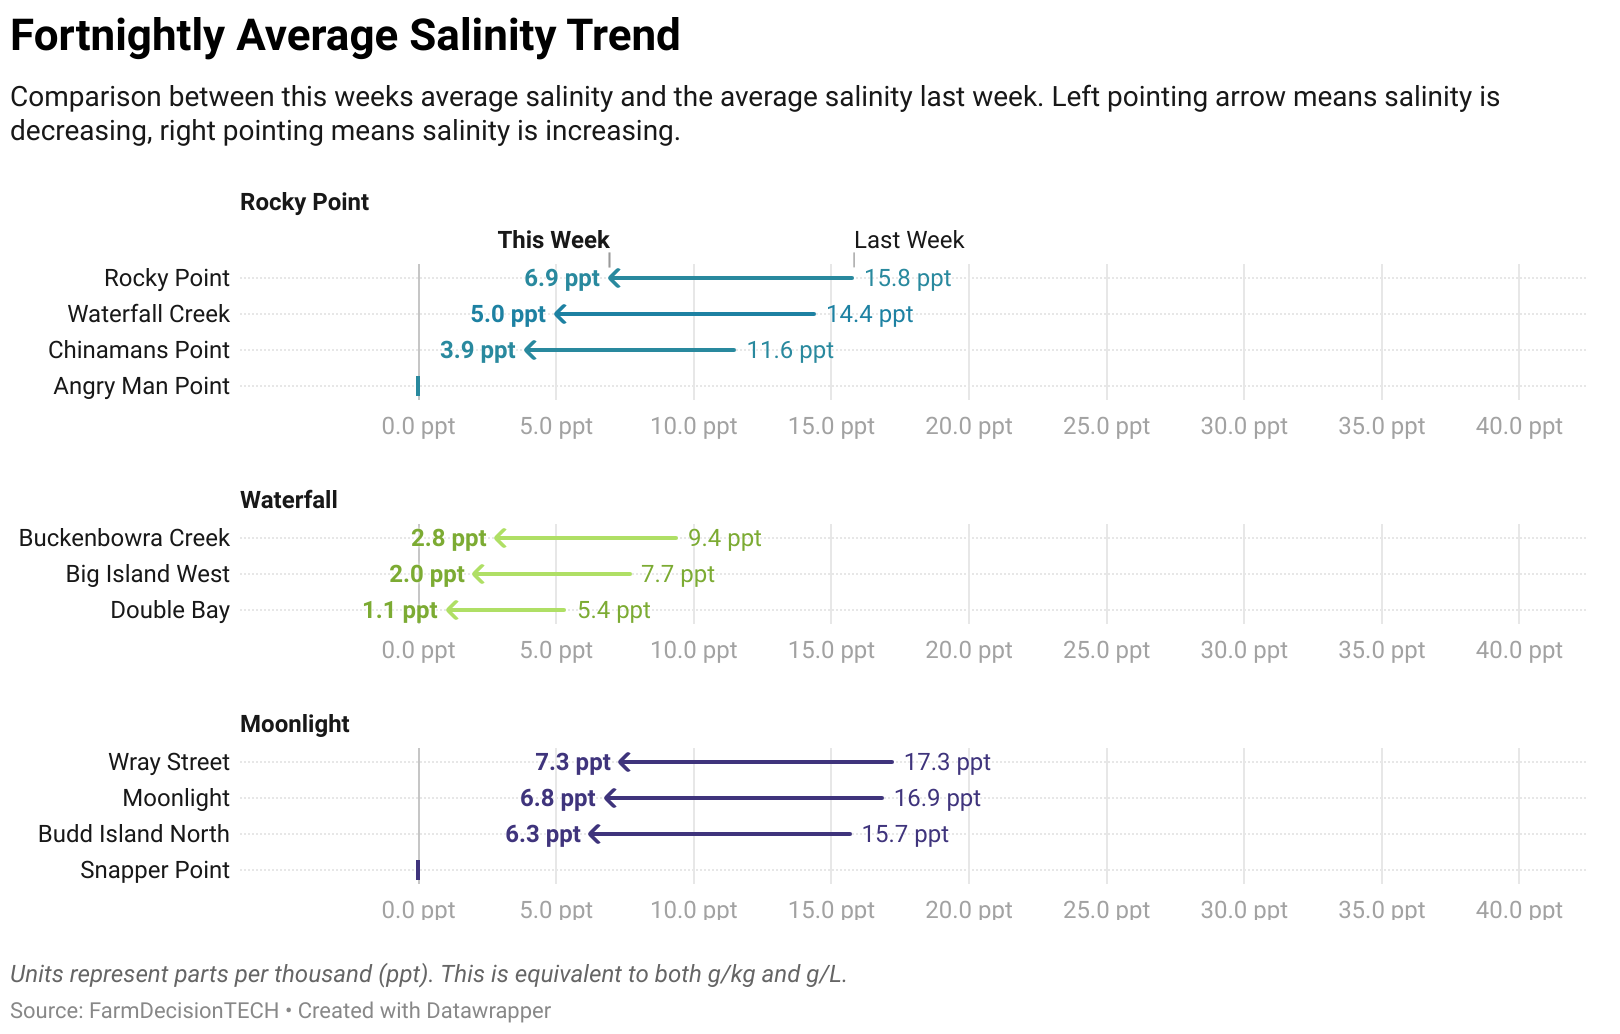 Fortnightly Average Salinity Trend
Comparison between this weeks average salinity and the average salinity last week. Left pointing arrow means salinity is
decreasing, right pointing means salinity is increasing.
Rocky Point
This Week Last Week
Rocky Point 6.9 ppt 15.8 ppt
Waterfall Creek 5.0 ppt 14.4 ppt
Chinamans Point 3.9 ppt 11.6 ppt
Angry Man Point
0.0 ppt 5.0 ppt 10.0 ppt 15.0 ppt 20.0 ppt 25.0 ppt 30.0 ppt 35.0 ppt 40.0 ppt
Waterfall
Buckenbowra Creek 2.8 ppt 9.4 ppt
Big Island West 2.0 ppt 7.7 ppt
Double Bay 1.1 ppt 5.4 ppt
0.0 ppt 5.0 ppt 10.0 ppt 15.0 ppt 20.0 ppt 25.0 ppt 30.0 ppt 35.0 ppt 40.0 ppt
Moonlight
Wray Street 7.3 ppt 17.3 ppt
Moonlight 6.8 ppt 16.9 ppt
Budd Island North 6.3 ppt 15.7 ppt
Snapper Point
0.0 ppt 5.0 ppt 10.0 ppt 15.0 ppt 20.0 ppt 25.0 ppt 30.0 ppt 35.0 ppt 40.0 ppt
Units represent parts per thousand (ppt). This is equivalent to both g/kg and g/L.
Source: FarmDecisionTECH • Created with Datawrapper